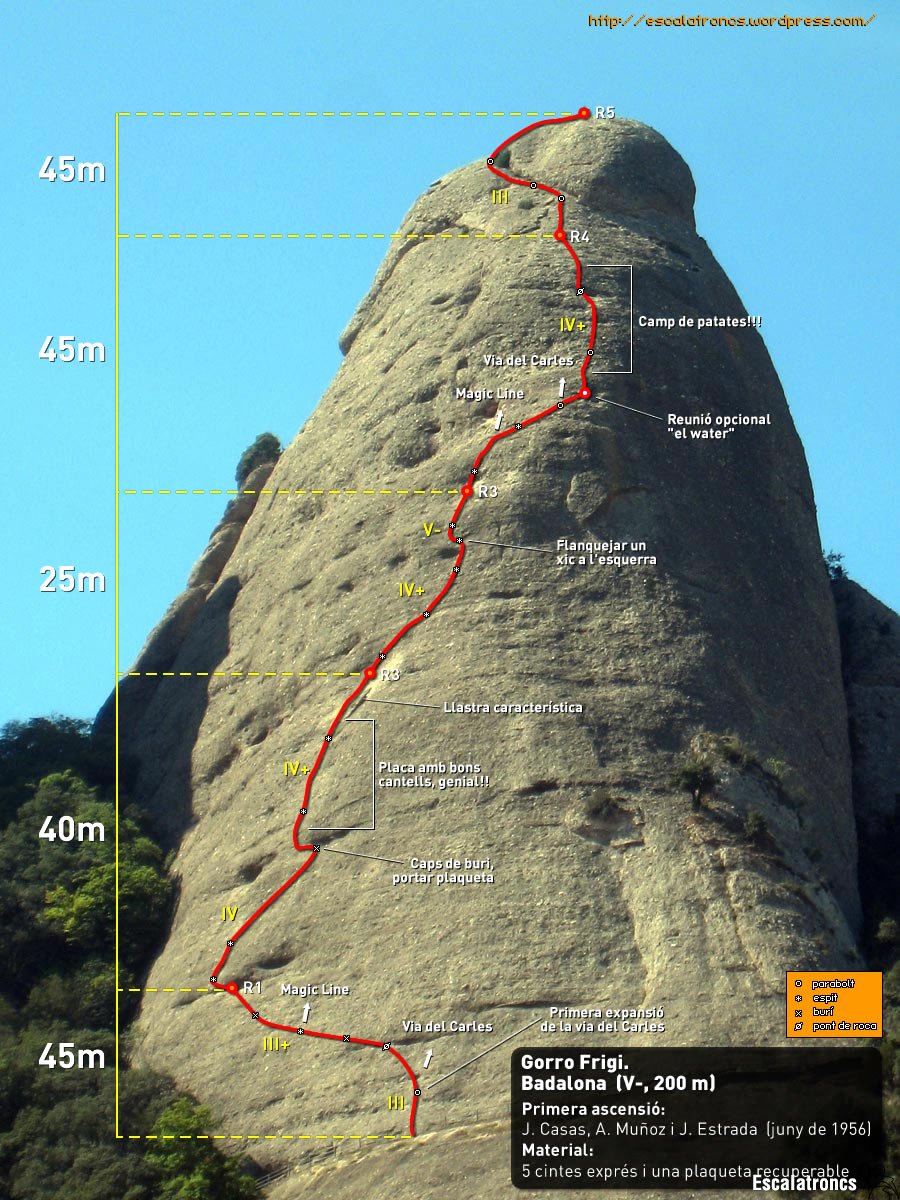 http://escalatroncs.wordpress.com/
R5
45m
III
R4
IV+
Camp de patates!!!
45m
Via del Carles
Magic Line
Reunió opcional
"el water"
R3
V-
Flanquejar un
xic a l'esquerra
25m
IV+
R3
Llastra característica
IV+
Placa amb bons
cantells, genial!!
40m
Caps de buri,
portar plaqueta
IV
R1
Magic Line
Primera expansió
de la via del Carles
Via del Carles
III+
45m
III
parabolt
espit
burí
pont de roca
Gorro Frigi.
Badalona (V-, 200 m)
Primera ascensió:
J. Casas, A. Muñoz i J. Estrada (juny de 1956)
Material:
5 cintes exprés i una plaqueta recuperable
Escalatroncs